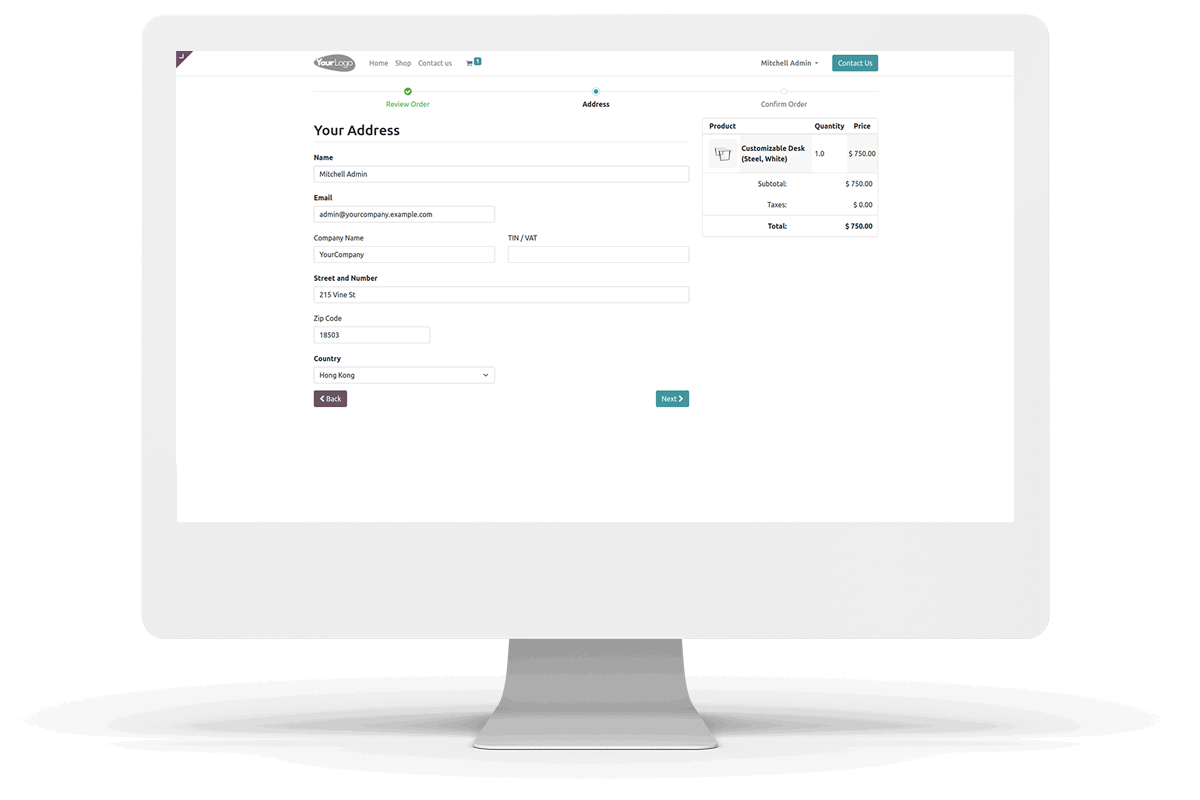 YourLogo Home Shop Contact us 1 Mitchell Admin Contact Us
Review Order Address Confirm Order
Your Address
Name
Mitchell Admin
Email
admin@yourcompany.example.com
Company Name TIN / VAT
YourCompany
Street and Number
215 Vine St
Zip Code
18503
Country
Hong Kong
Back Next
Product Quantity Price
Customizable Desk
(Steel, White) 1.0 $ 750.00
Subtotal: $ 750.00
Taxes: $ 0.00
Total: $ 750.00